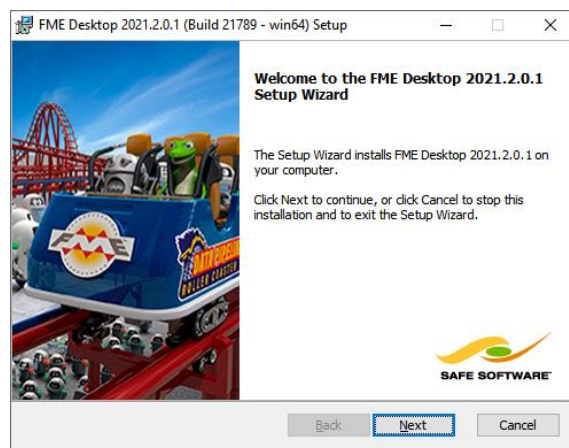 FME Desktop 2021.2.0.1 (Build 21789 - win64) Setup
Welcome to the FME Desktop 2021.2.0.1
Setup Wizard
The Setup Wizard installs FME Desktop 2021.2.0.1 on
your computer.
Click Next to continue, or click Cancel to stop this
installation and to exit the Setup Wizard.
FME
DATA PIPELINE
ROLLER COASTER
SAFE SOFTWARE
Back
Next
Cancel